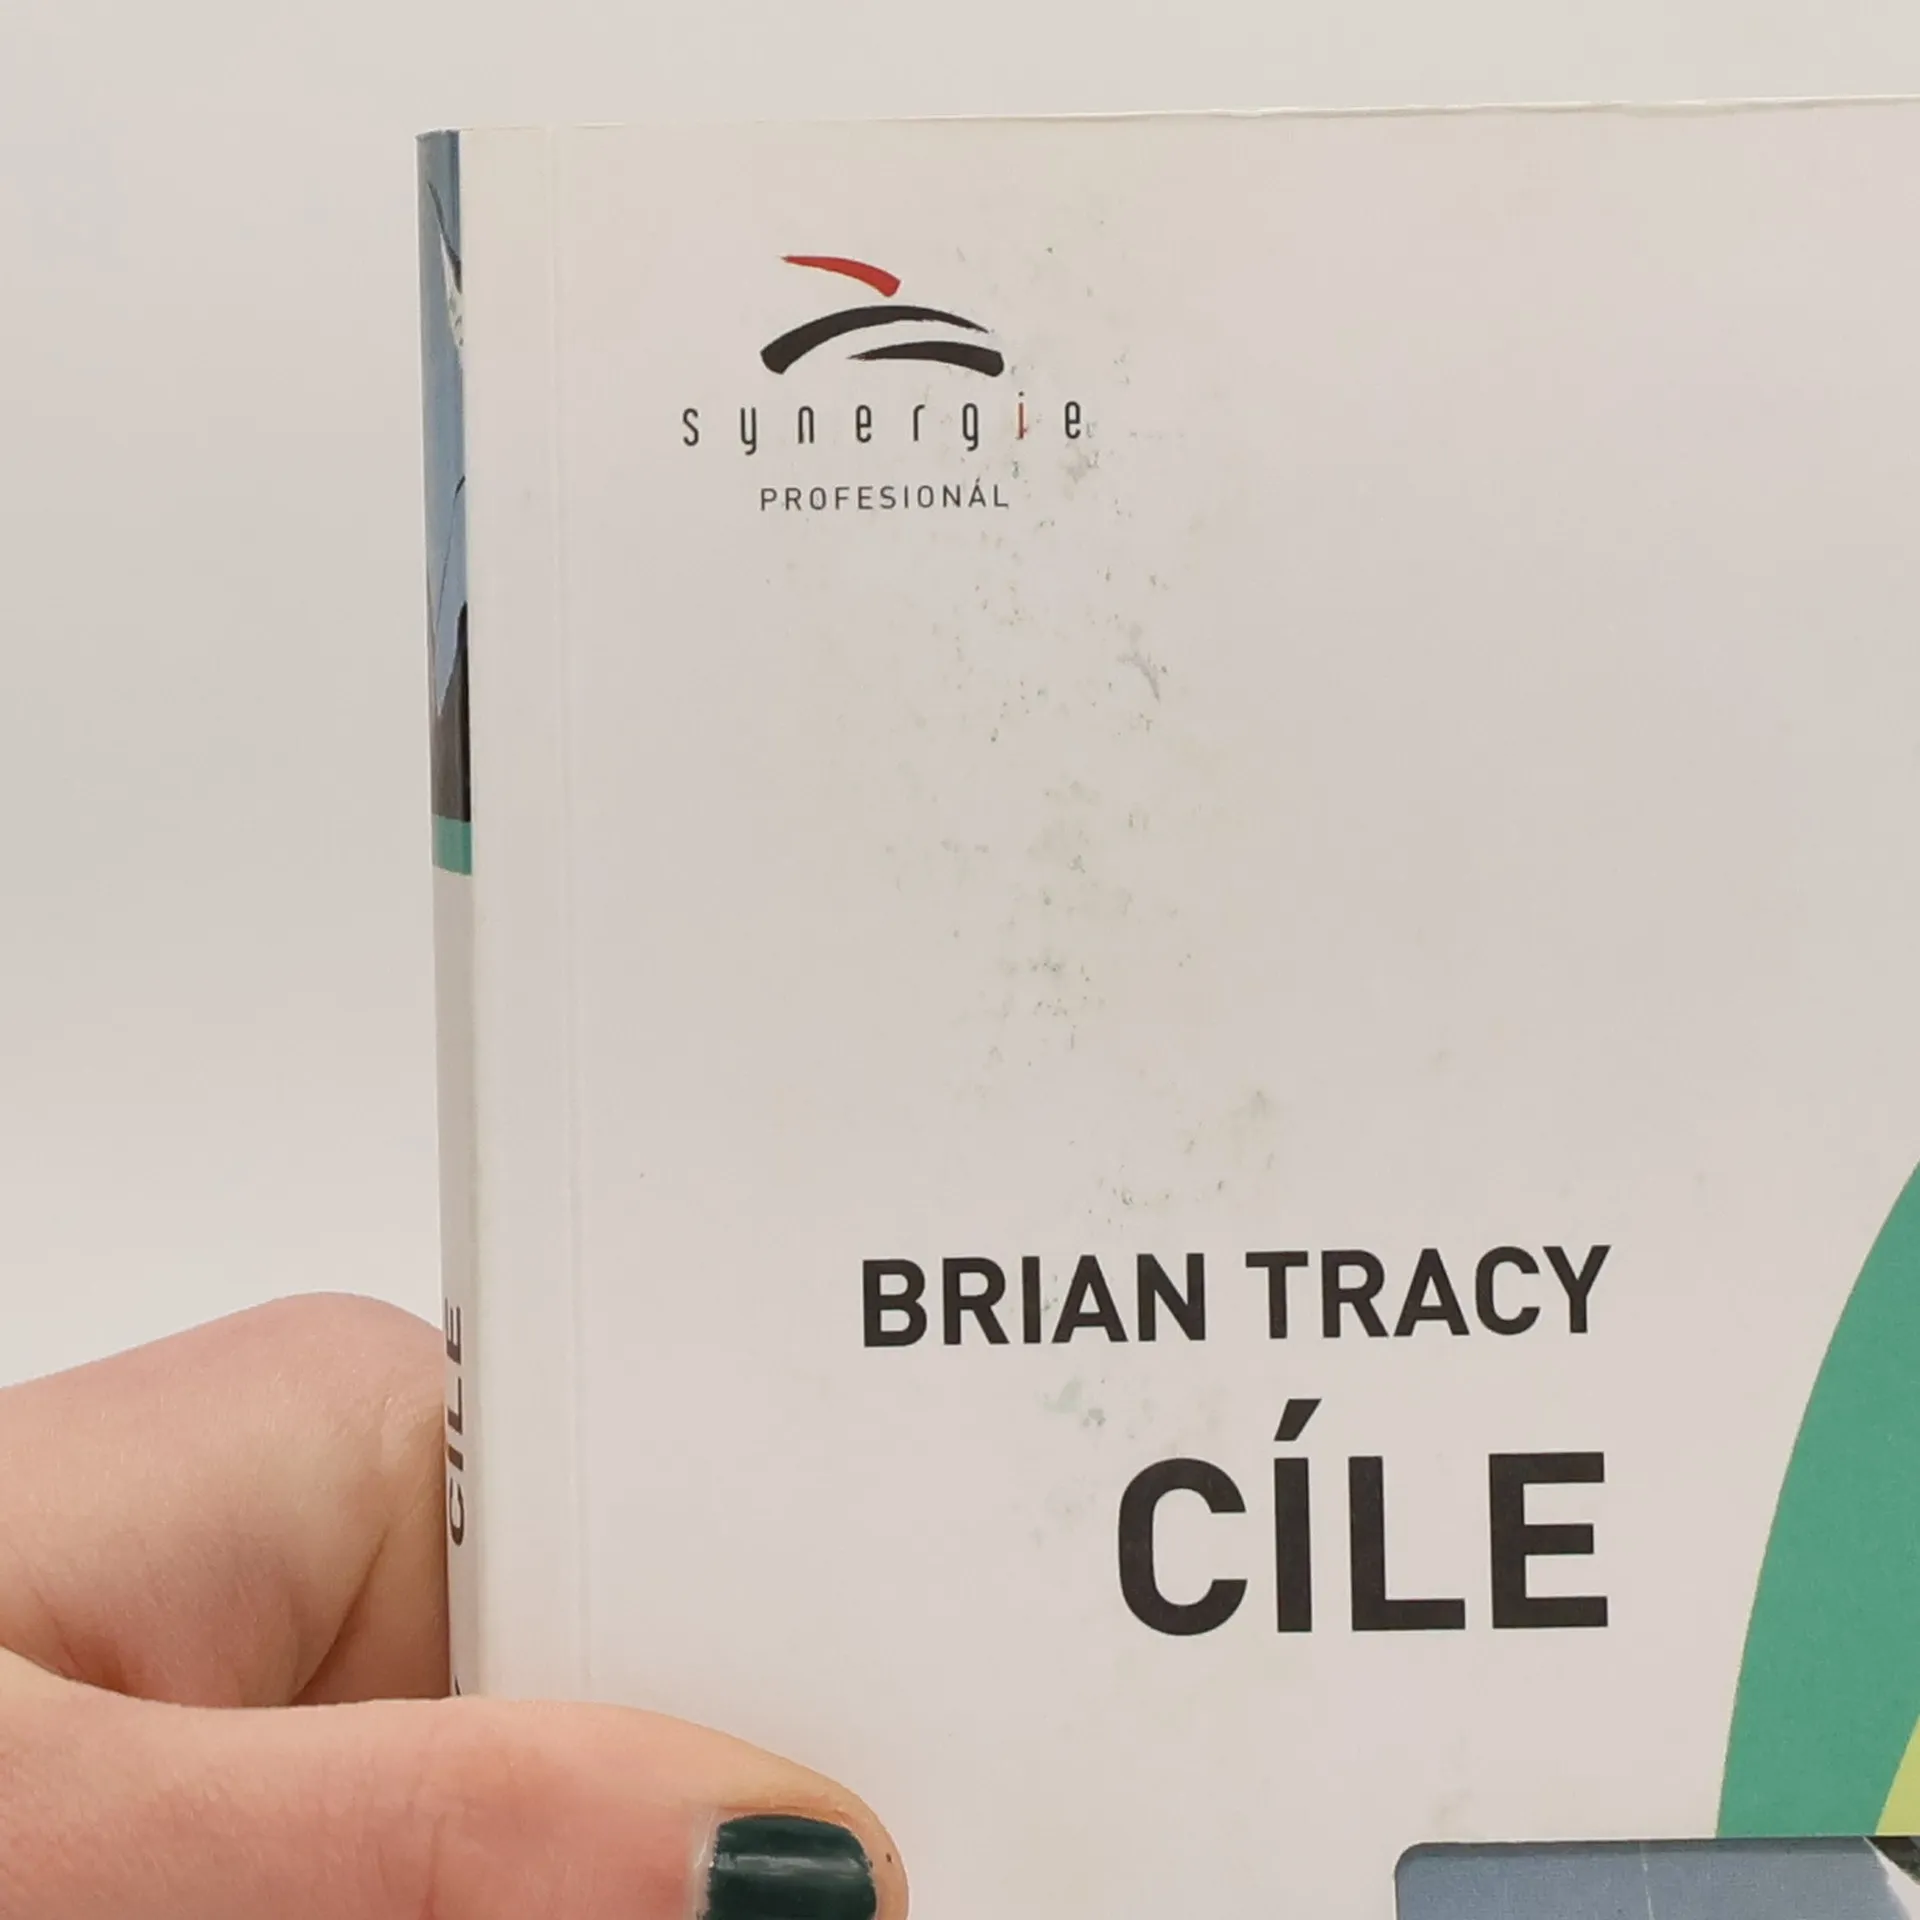 synergie
PROFESIONÁL
BRIAN TRACY
CÍLE
CÍLE